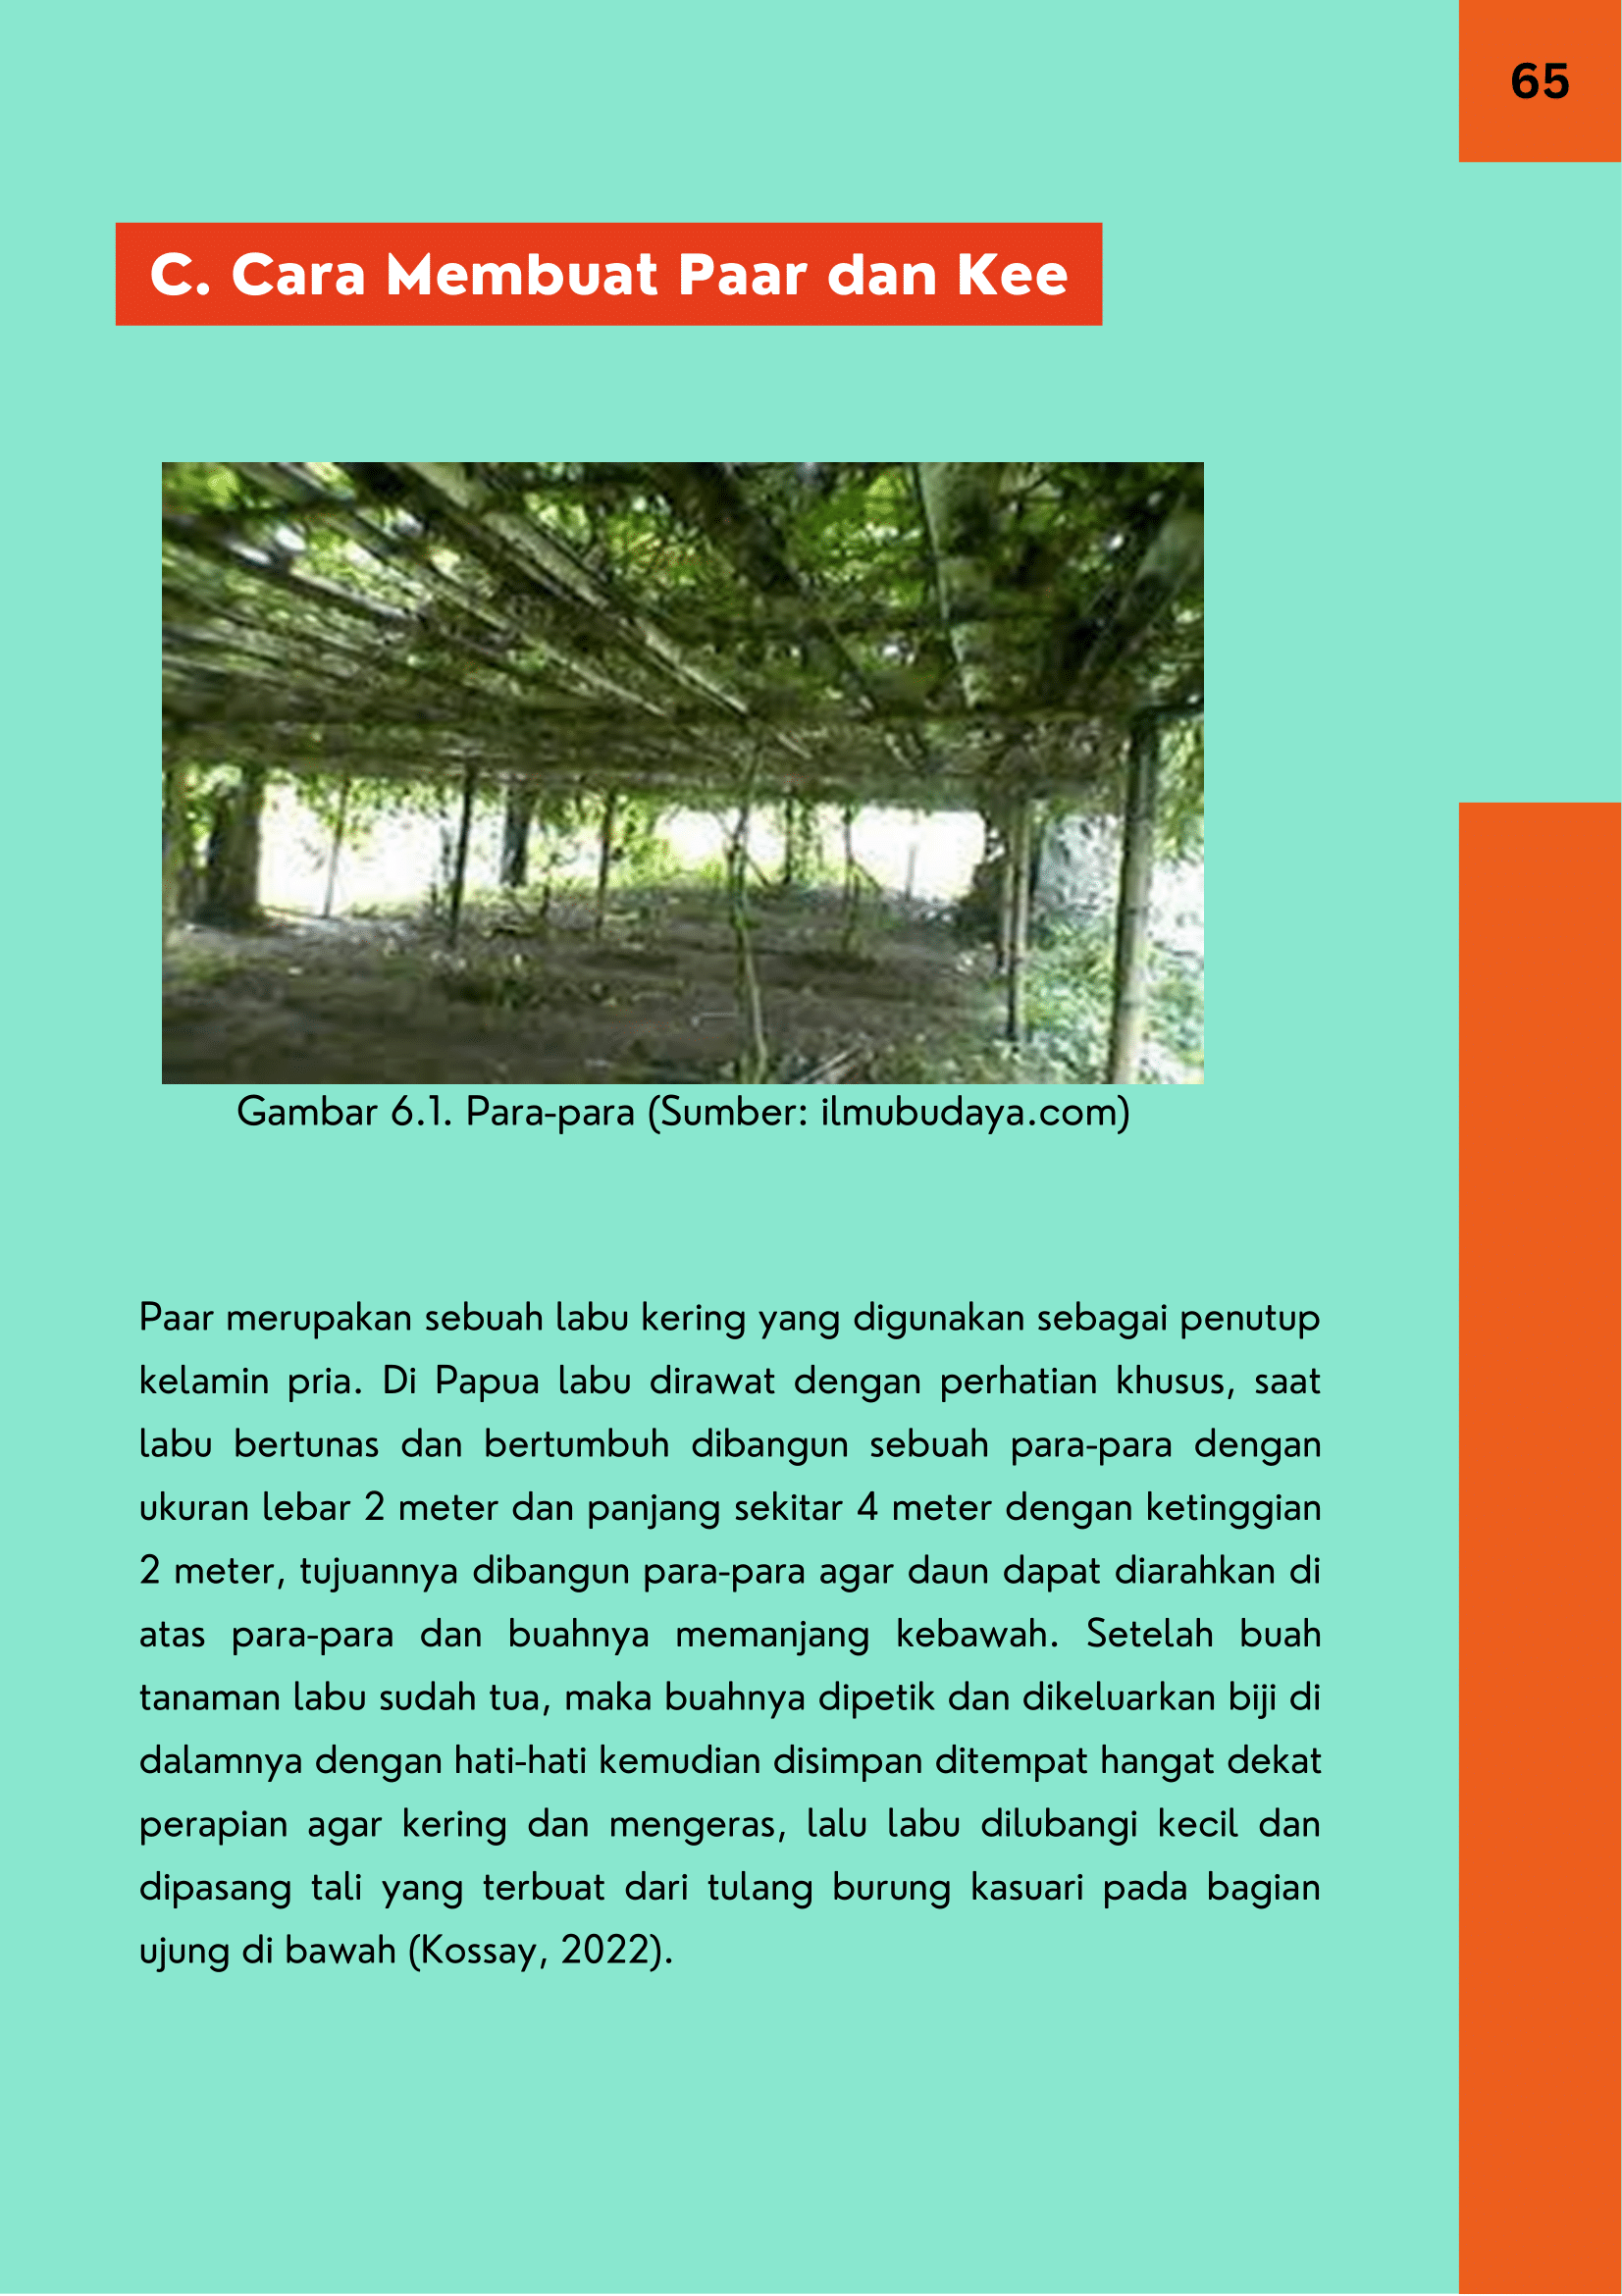 65
C. Cara Membuat Paar dan Kee
Gambar 6.1. Para-para (Sumber: ilmubudaya.com)
Paar merupakan sebuah labu kering yang digunakan sebagai penutup
kelamin pria. Di Papua labu dirawat dengan perhatian khusus, saat
labu bertunas dan bertumbuh dibangun sebuah para-para dengan
ukuran lebar 2 meter dan panjang sekitar 4 meter dengan ketinggian
2 meter, tujuannya dibangun para-para agar daun dapat diarahkan di
atas para-para dan buahnya memanjang kebawah. Setelah buah
tanaman labu sudah tua, maka buahnya dipetik dan dikeluarkan biji di
dalamnya dengan hati-hati kemudian disimpan ditempat hangat dekat
perapian agar kering dan mengeras, lalu labu dilubangi kecil dan
dipasang tali yang terbuat dari tulang burung kasuari pada bagian
ujung di bawah (Kossay, 2022).